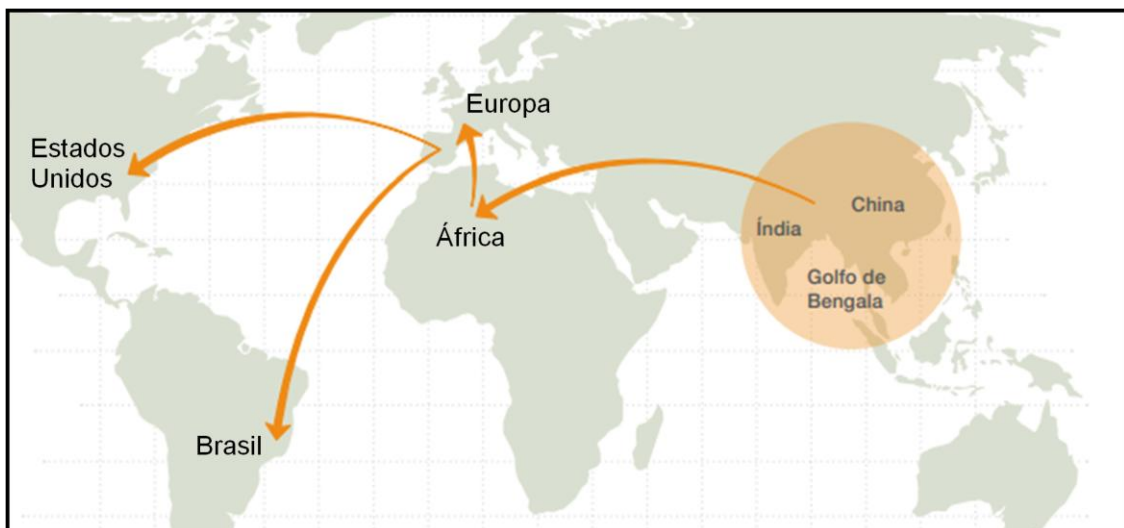 Europa
Estados
Unidos
China
Índia
África
Golfo de
Bengala
Brasil